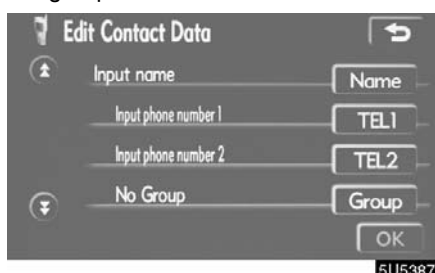 Edit Contact Data
Input name Name
Input phone number 1 TEL1
Input phone number 2 TEL2
No Group Group
OK
5U5387